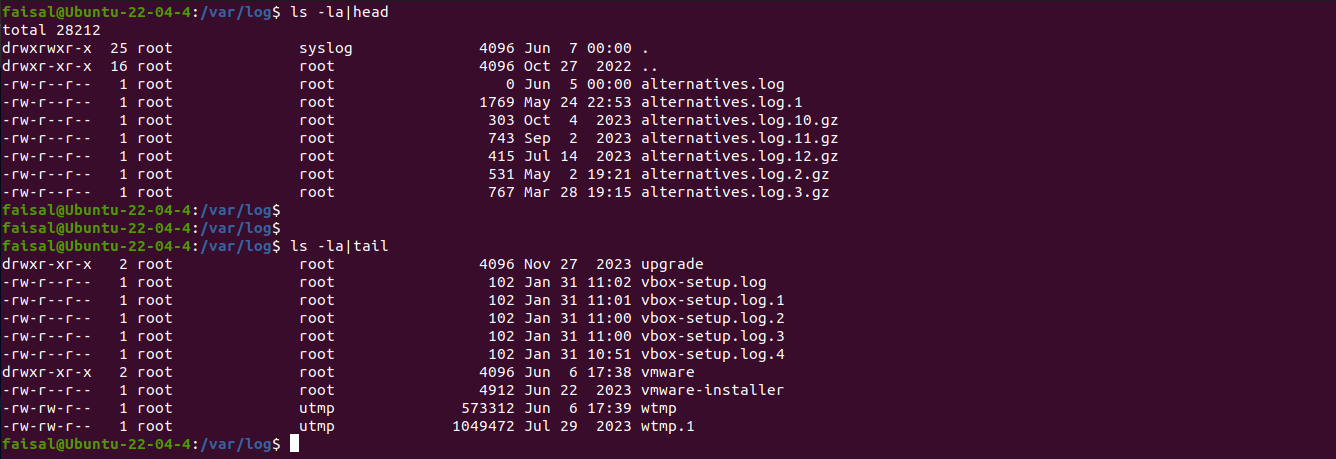 faisal@Ubuntu-22-04-4:/var/log$ ls -la|head
total 28212
drwxrwxr-x  25 root              syslog              4096 Jun  7 00:00 .
drwxr-xr-x  16 root              root                4096 Oct 27  2022 ..
-rw-r--r--   1 root              root                   0 Jun  5 00:00 alternatives.log
-rw-r--r--   1 root              root                1769 May 24 22:53 alternatives.log.1
-rw-r--r--   1 root              root                 303 Oct  4  2023 alternatives.log.10.gz
-rw-r--r--   1 root              root                 743 Sep  2  2023 alternatives.log.11.gz
-rw-r--r--   1 root              root                 415 Jul 14  2023 alternatives.log.12.gz
-rw-r--r--   1 root              root                 531 May  2 19:21 alternatives.log.2.gz
-rw-r--r--   1 root              root                 767 Mar 28 19:15 alternatives.log.3.gz
faisal@Ubuntu-22-04-4:/var/log$
faisal@Ubuntu-22-04-4:/var/log$
faisal@Ubuntu-22-04-4:/var/log$ ls -la|tail
drwxr-xr-x   2 root              root                4096 Nov 27  2023 upgrade
-rw-r--r--   1 root              root                 102 Jan 31 11:02 vbox-setup.log
-rw-r--r--   1 root              root                 102 Jan 31 11:01 vbox-setup.log.1
-rw-r--r--   1 root              root                 102 Jan 31 11:00 vbox-setup.log.2
-rw-r--r--   1 root              root                 102 Jan 31 11:00 vbox-setup.log.3
-rw-r--r--   1 root              root                 102 Jan 31 10:51 vbox-setup.log.4
drwxr-xr-x   2 root              root                4096 Jun  6 17:38 vmware
-rw-r--r--   1 root              root                4912 Jun 22  2023 vmware-installer
-rw-rw-r--   1 root              utmp              573312 Jun  6 17:39 wtmp
-rw-rw-r--   1 root              utmp             1049472 Jul 29  2023 wtmp.1
faisal@Ubuntu-22-04-4:/var/log$